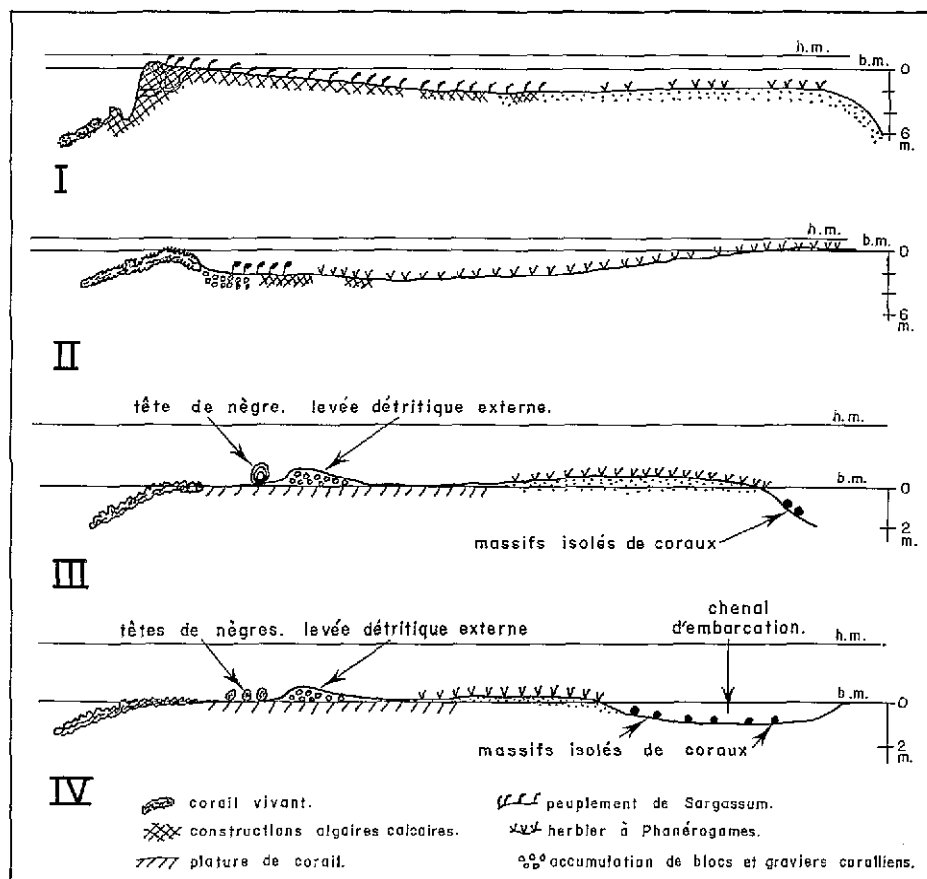 h.m.
b.m.
0
6
m.
I
h.m.
b.m.
0
6
m.
II
tête de nègre. levée détritique externe.
h.m.
b.m.
0
2
m.
massifs isolés de coraux
III
têtes de nègres. levée détritique externe
chenal
d'embarcation.
h.m.
b.m.
0
2
m.
massifs isolés de coraux
IV
corail vivant.
peuplement de Sargassum.
constructions algaires calcaires.
herbier à Phanérogames.
plature de corail.
accumulation de blocs et graviers coralliens.